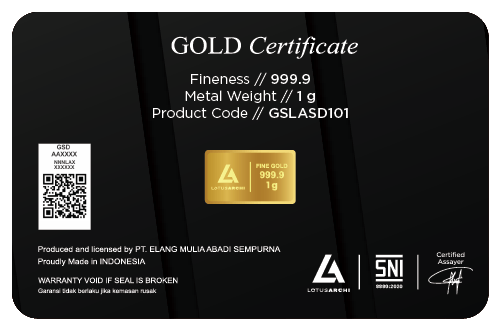 GOLD Certificate
Fineness // 999.9
Metal Weight // 1 g
Product Code // GSLASD101
GSD
AAXXXX
NNNLAX
XXXXXX
LOTUSARCHI
FINE GOLD
999.9
1g
Produced and licensed by PT. ELANG MULIA ABADI SEMPURNA
Proudly Made in INDONESIA
WARRANTY VOID IF SEAL IS BROKEN
Garansi tidak berlaku jika kemasan rusak
LOTUSARCHI
SNI
8880:2020
Certified
Assayer